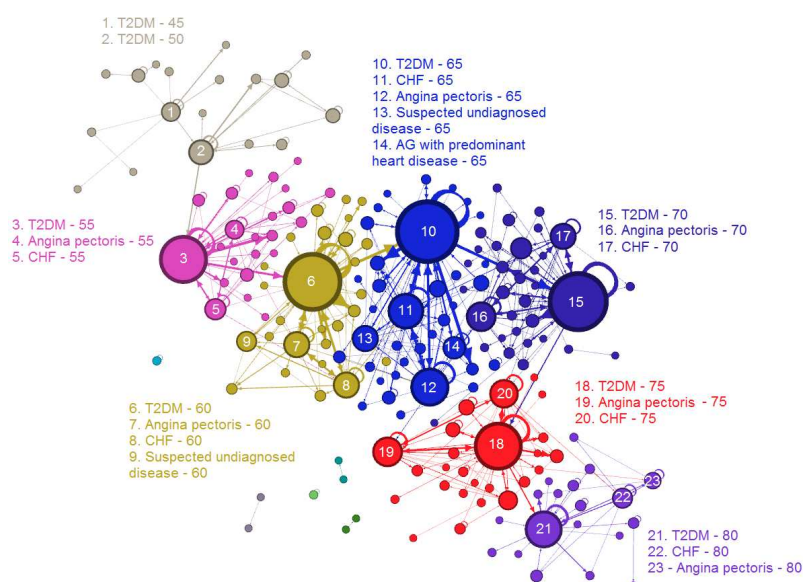 1. T2DM - 45
2. T2DM - 50
10. T2DM - 65
11. CHF - 65
12. Angina pectoris - 65
13. Suspected undiagnosed
disease - 65
14. AG with predominant
heart disease - 65
3. T2DM - 55
4. Angina pectoris - 55
5. CHF - 55
15. T2DM - 70
16. Angina pectoris - 70
17. CHF - 70
6. T2DM - 60
7. Angina pectoris - 60
8. CHF - 60
9. Suspected undiagnosed
disease - 60
18. T2DM - 75
19. Angina pectoris - 75
20. CHF - 75
21. T2DM - 80
22. CHF - 80
23 - Angina pectoris - 80
1
2
3
4
5
6
7
8
9
10
11
12
13
14
15
16
17
18
19
20
21
22
23